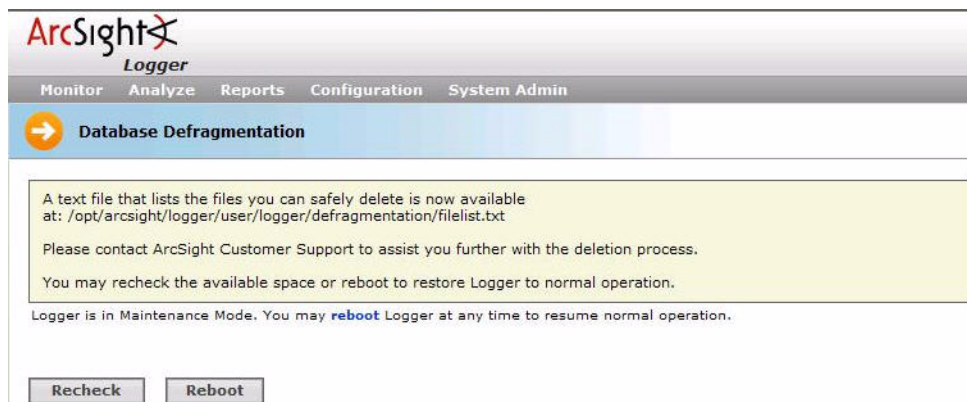 ArcSight
Logger
Monitor Analyze Reports Configuration System Admin
Database Defragmentation
A text file that lists the files you can safely delete is now available
at: /opt/arcsight/logger/user/logger/defragmentation/filelist.txt
Please contact ArcSight Customer Support to assist you further with the deletion process.
You may recheck the available space or reboot to restore Logger to normal operation.
Logger is in Maintenance Mode. You may reboot Logger at any time to resume normal operation.
Recheck Reboot